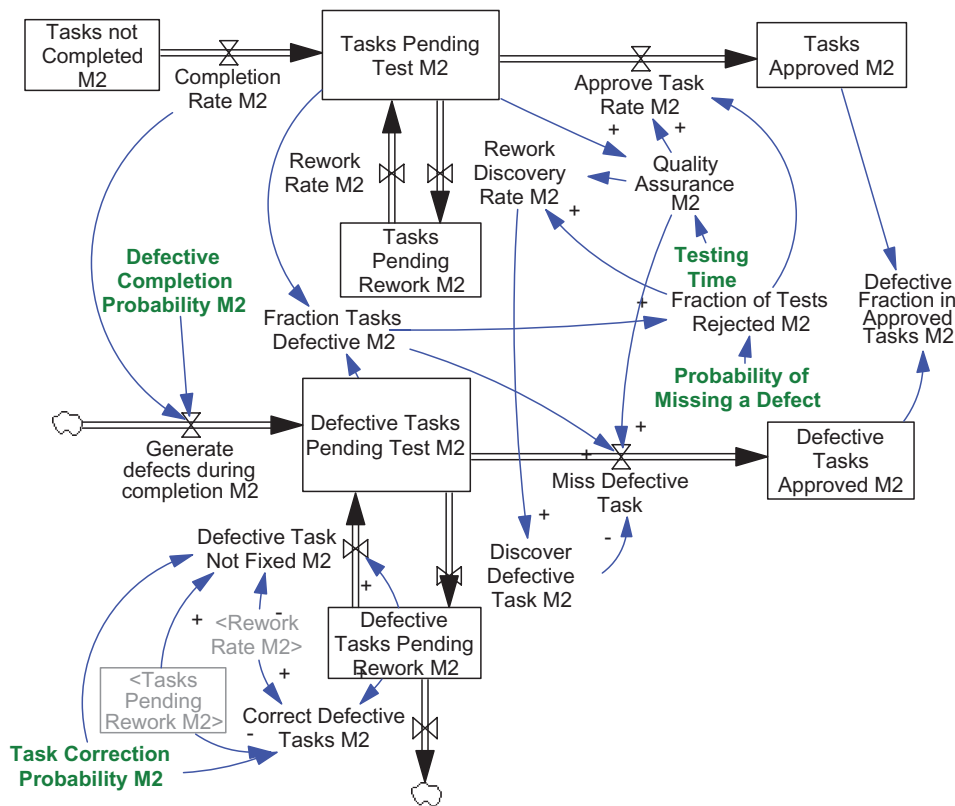 Tasks not
Completed M2
Completion
Rate M2
Tasks Pending
Test M2
Approve Task
Rate M2
Tasks
Approved M2
+
+
Rework
Rate M2
Rework
Discovery
Rate M2
Quality
Assurance
M2
+
Tasks
Pending
Rework M2
Defective
Completion
Probability M2
Testing
Time
Defective
Fraction in
Approved
Tasks M2
Fraction Tasks
Defective M2
+
Fraction of Tests
Rejected M2
Probability of
Missing a Defect
Defective Tasks
Pending Test M2
Generate
defects during
completion M2
+
+
Miss Defective
Task
Defective
Tasks
Approved M2
+
-
Defective Task
Not Fixed M2
Discover
Defective
Task M2
+
+
-
<Rework
Rate M2>
Defective
Tasks Pending
Rework M2
+
+
<Tasks
Pending
Rework M2>
Correct Defective
Tasks M2
-
Task Correction
Probability M2